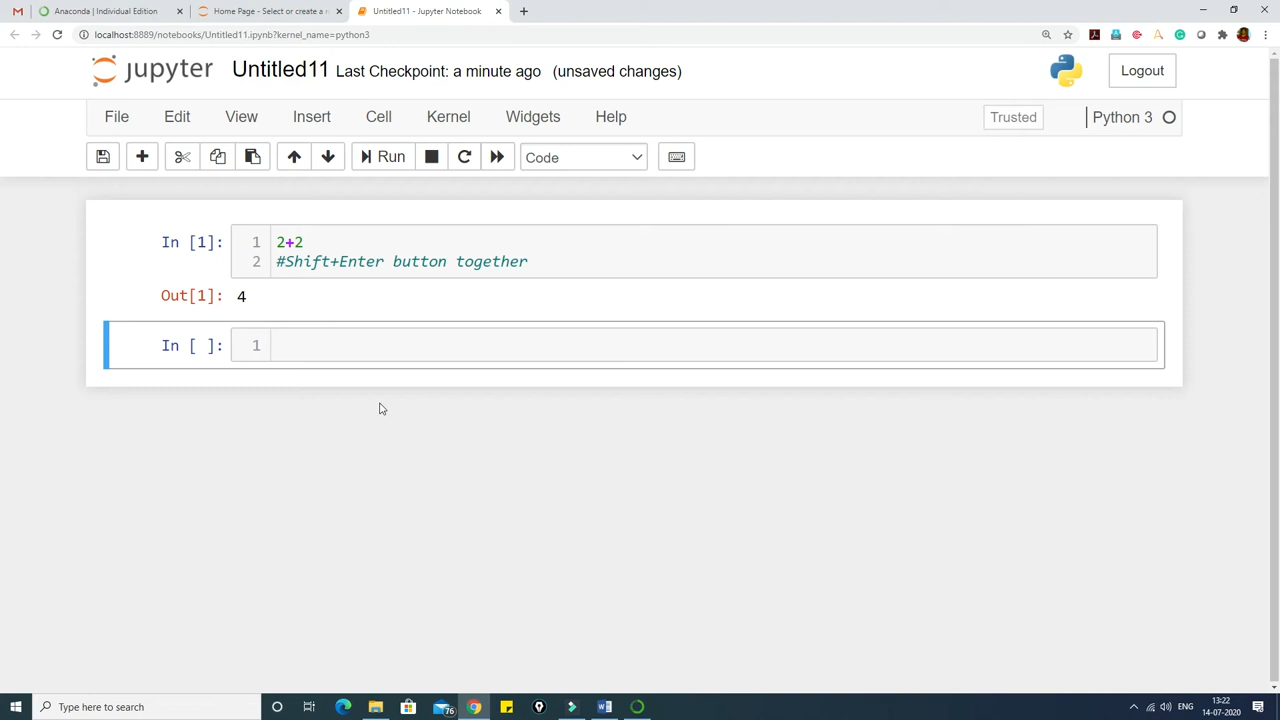 Anaconda | Individual Edition
Home Page - Select or create a n
Untitled11 - Jupyter Notebook
localhost:8889/notebooks/Untitled11.ipynb?kernel_name=python3
jupyter Untitled11 Last Checkpoint: a minute ago (unsaved changes)
Logout
File Edit View Insert Cell Kernel Widgets Help
Trusted
Python 3
Run
Code
In [1]: 1 2+2
2 #Shift+Enter button together
Out[1]: 4
In [ ]: 1
Type here to search
76
ENG
13:22
14-07-2020